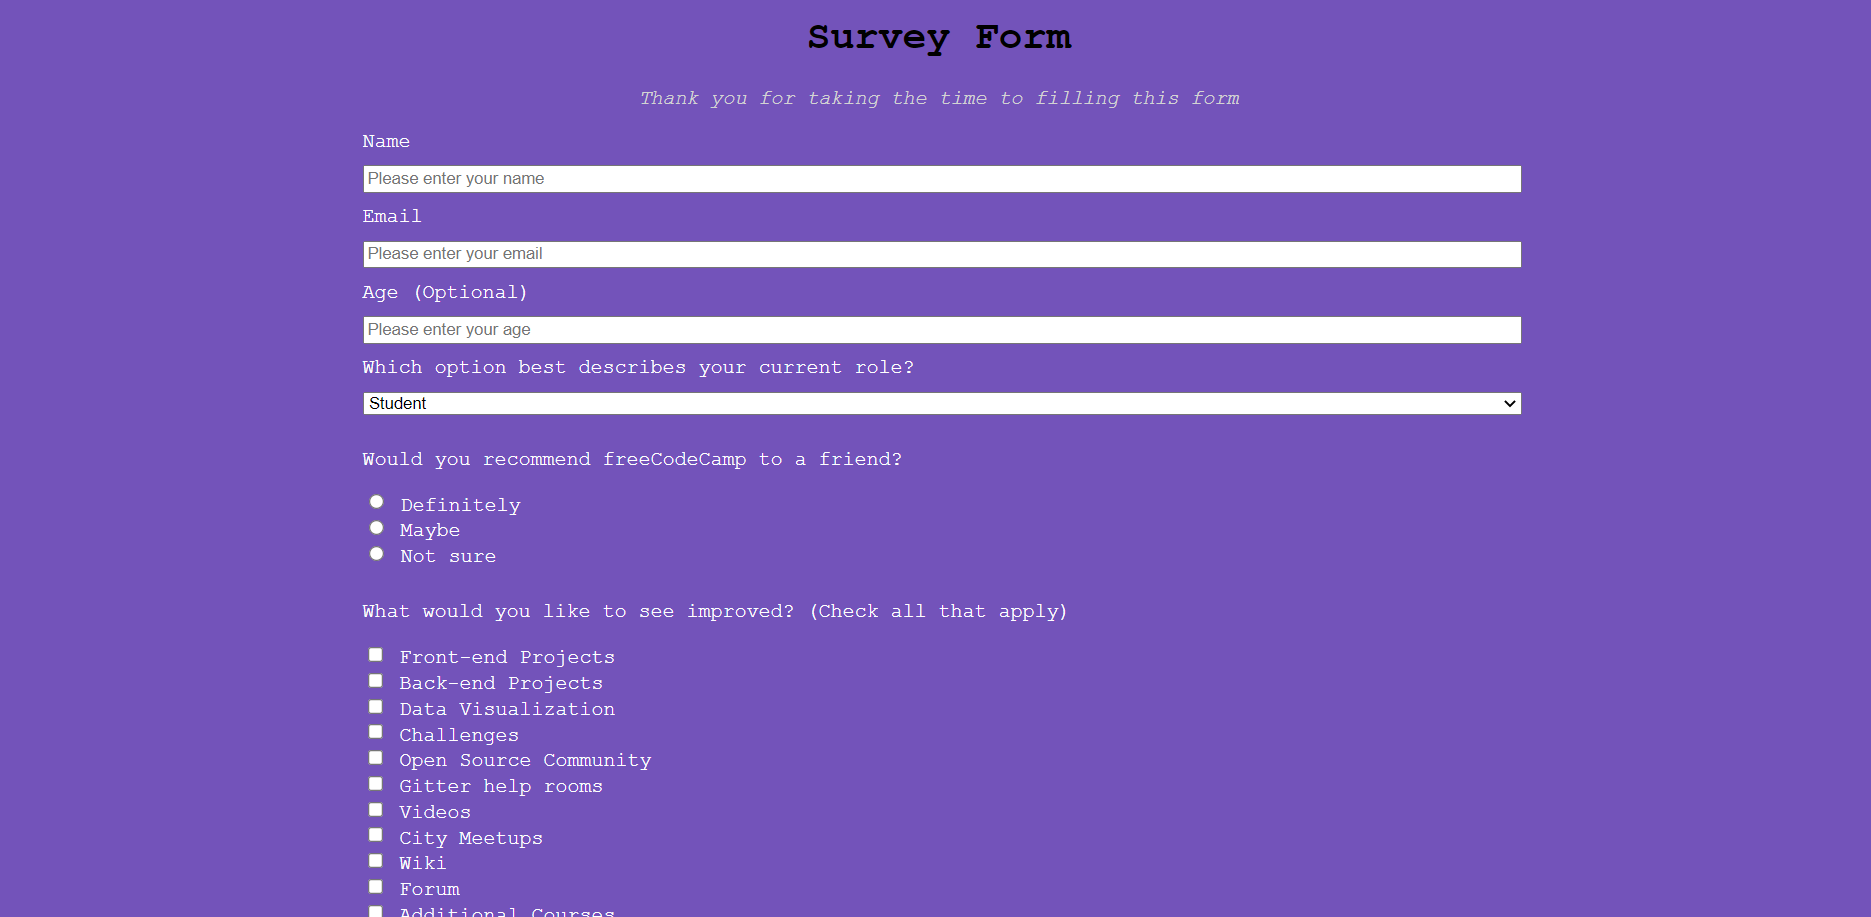 Survey Form
Thank you for taking the time to filling this form
Name
Please enter your name
Email
Please enter your email
Age (Optional)
Please enter your age
Which option best describes your current role?
Student
Would you recommend freeCodeCamp to a friend?
Definitely
Maybe
Not sure
What would you like to see improved? (Check all that apply)
Front-end Projects
Back-end Projects
Data Visualization
Challenges
Open Source Community
Gitter help rooms
Videos
City Meetups
Wiki
Forum
Additional Courses